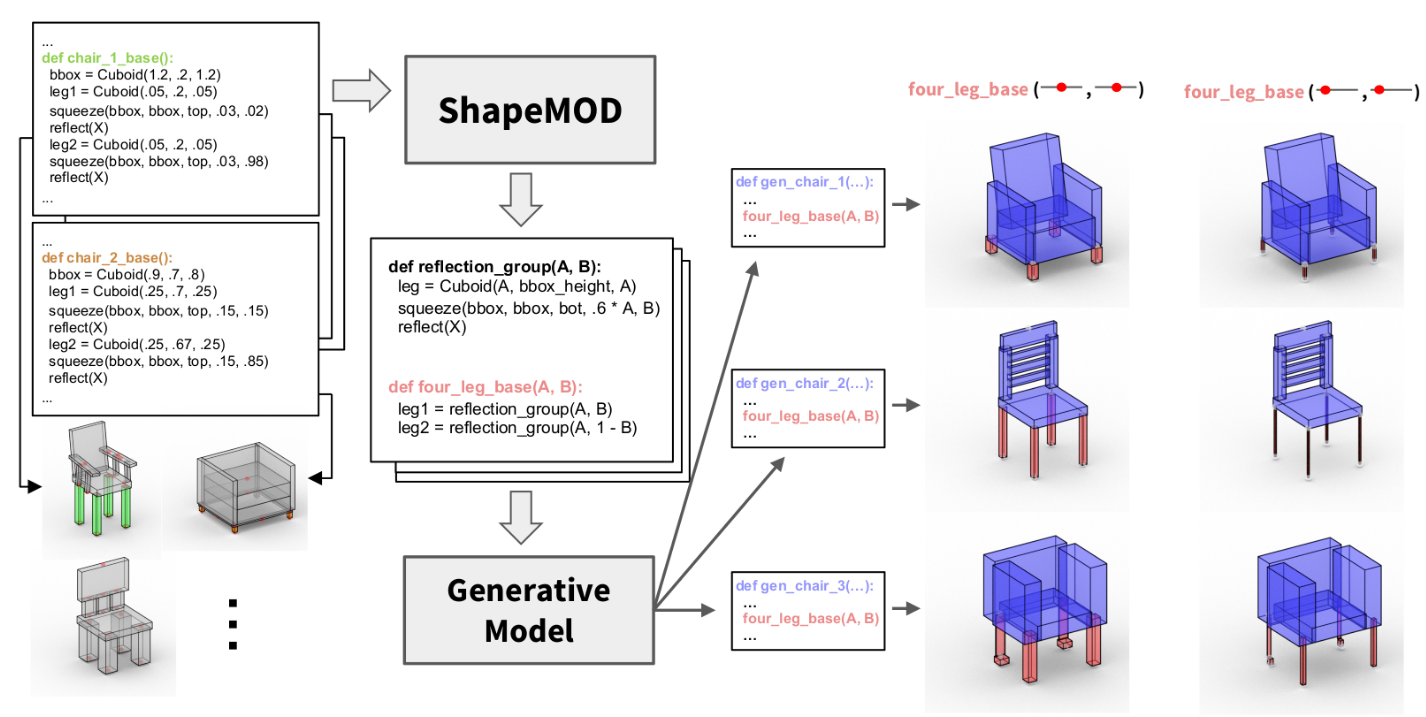 ...
def chair_1_base():
bbox = Cuboid(1.2, .2, 1.2)
leg1 = Cuboid(.05, .2, .05)
squeeze(bbox, bbox, top, .03, .02)
reflect(X)
leg2 = Cuboid(.05, .2, .05)
squeeze(bbox, bbox, top, .03, .98)
reflect(X)
...
...
def chair_2_base():
bbox = Cuboid(.9, .7, .8)
leg1 = Cuboid(.25, .7, .25)
squeeze(bbox, bbox, top, .15, .15)
reflect(X)
leg2 = Cuboid(.25, .67, .25)
squeeze(bbox, bbox, top, .15, .85)
reflect(X)
...
ShapeMOD
def reflection_group(A, B):
leg = Cuboid(A, bbox_height, A)
squeeze(bbox, bbox, bot, .6 * A, B)
reflect(X)
def four_leg_base(A, B):
leg1 = reflection_group(A, B)
leg2 = reflection_group(A, 1 - B)
Generative
Model
def gen_chair_1(...):
...
four_leg_base(A, B)
...
def gen_chair_2(...):
...
four_leg_base(A, B)
...
def gen_chair_3(...):
...
four_leg_base(A, B)
...
four_leg_base ( , )
four_leg_base ( , )